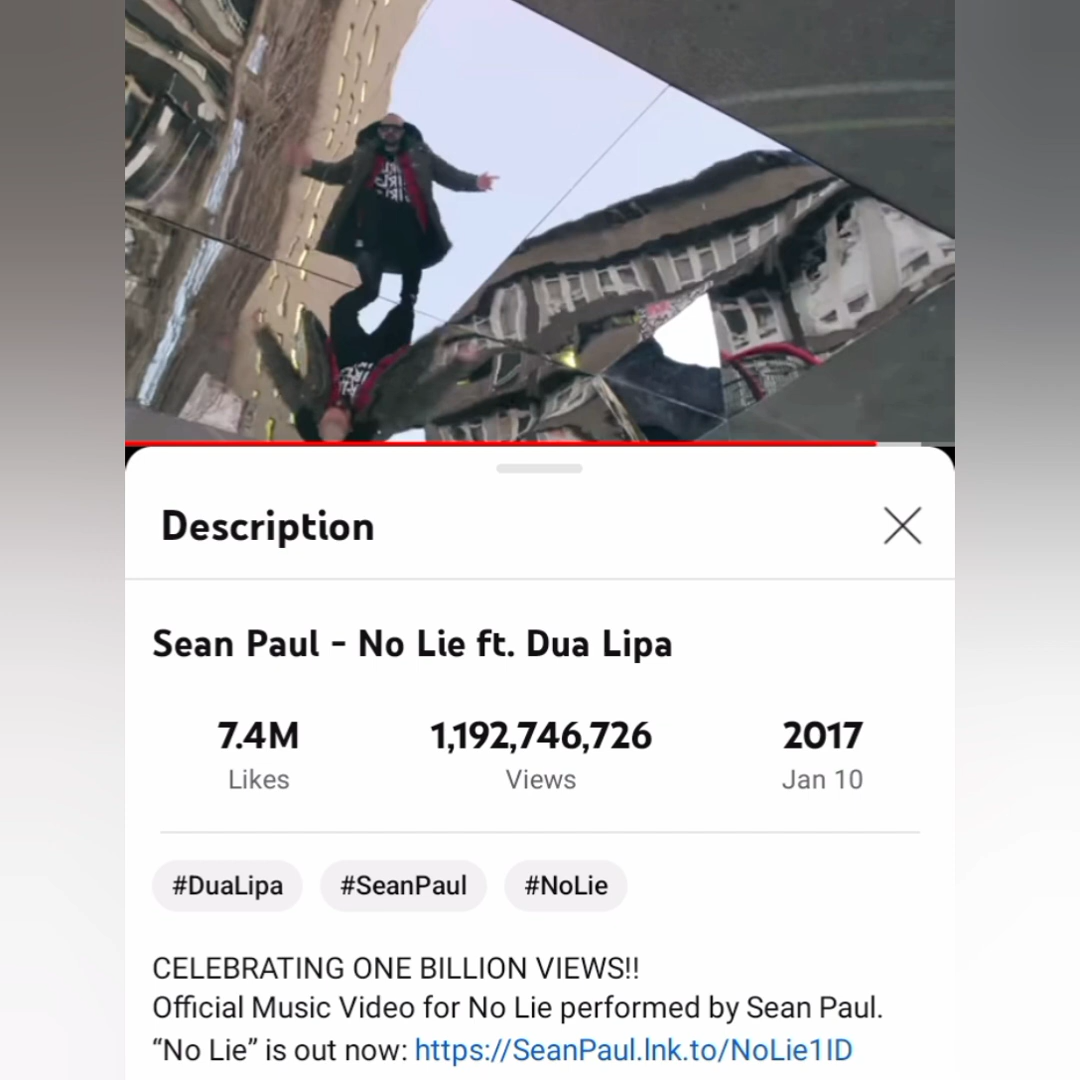 Description
Sean Paul - No Lie ft. Dua Lipa
7.4M 1,192,746,726 2017
Likes Views Jan 10
#DuaLipa #SeanPaul #NoLie
CELEBRATING ONE BILLION VIEWS!!
Official Music Video for No Lie performed by Sean Paul.
“No Lie” is out now: https://SeanPaul.lnk.to/NoLie1ID